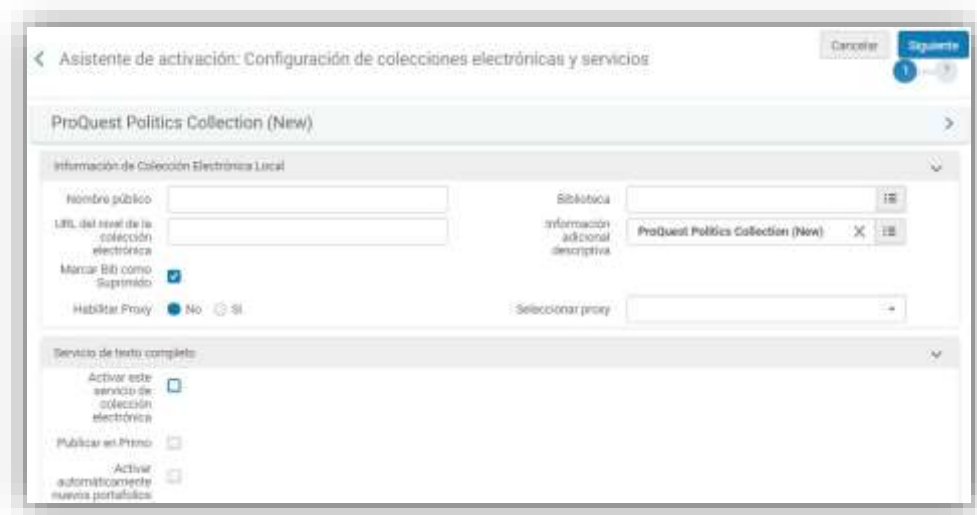 Asistente de activación: Configuración de colecciones electrónicas y servicios
Cancelar
Siguiente
1
ProQuest Politics Collection (New)
Información de Colección Electrónica Local
Nombre público
Biblioteca
URL del nivel de la
colección
electrónica
Información
adicional
descriptiva
ProQuest Politics Collection (New)
Marcar Bib como
Suprimido
Habilitar Proxy
No
Sí
Seleccionar proxy
Servicio de texto completo
Activar este
servicio de
colección
electrónica
Publicar en Primo
Activar
automáticamente
nuevos portafolios